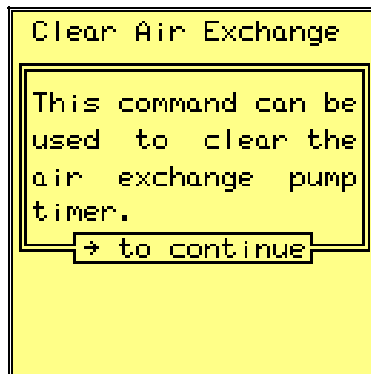 Clear Air Exchange
This command can be
used to clear the
air exchange pump
timer.
→ to continue